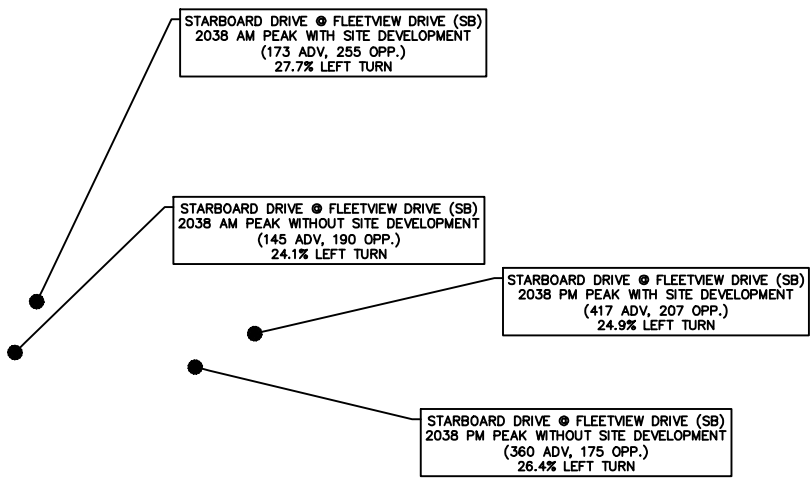 STARBOARD DRIVE @ FLEETVIEW DRIVE (SB)
2038 AM PEAK WITH SITE DEVELOPMENT
(173 ADV, 255 OPP.)
27.7% LEFT TURN
STARBOARD DRIVE @ FLEETVIEW DRIVE (SB)
2038 AM PEAK WITHOUT SITE DEVELOPMENT
(145 ADV, 190 OPP.)
24.1% LEFT TURN
STARBOARD DRIVE @ FLEETVIEW DRIVE (SB)
2038 PM PEAK WITH SITE DEVELOPMENT
(417 ADV, 207 OPP.)
24.9% LEFT TURN
STARBOARD DRIVE @ FLEETVIEW DRIVE (SB)
2038 PM PEAK WITHOUT SITE DEVELOPMENT
(360 ADV, 175 OPP.)
26.4% LEFT TURN